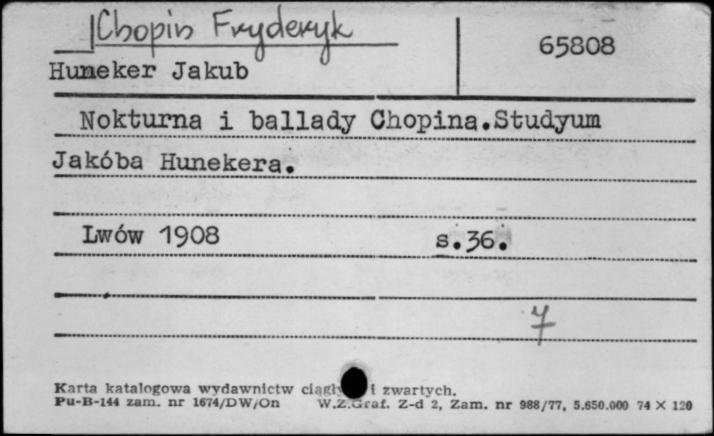 Chopin Fryderyk
65808
Huneker Jakub
Nokturna i ballady Chopina.Studyum
Jakóba Hunekera.
Lwów 1908 s.36.
7
Karta katalogowa wydawnictw i zwartych.
Pu-B-144 zam. nr 1674/DW/On W.Z.Graf. Z-d 2, Zam. nr 988/77, 5.650.000 74 X 120